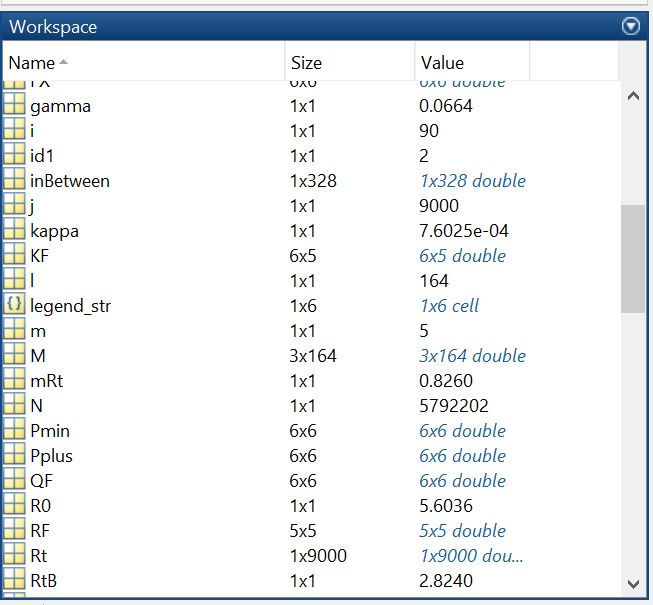 Workspace
Name Size Value
FX 6x6 6x6 double
gamma 1x1 0.0664
i 1x1 90
id1 1x1 2
inBetween 1x328 1x328 double
j 1x1 9000
kappa 1x1 7.6025e-04
KF 6x5 6x5 double
l 1x1 164
{} legend_str 1x6 1x6 cell
m 1x1 5
M 3x164 3x164 double
mRt 1x1 0.8260
N 1x1 5792202
Pmin 6x6 6x6 double
Pplus 6x6 6x6 double
QF 6x6 6x6 double
R0 1x1 5.6036
RF 5x5 5x5 double
Rt 1x9000 1x9000 dou...
RtB 1x1 2.8240